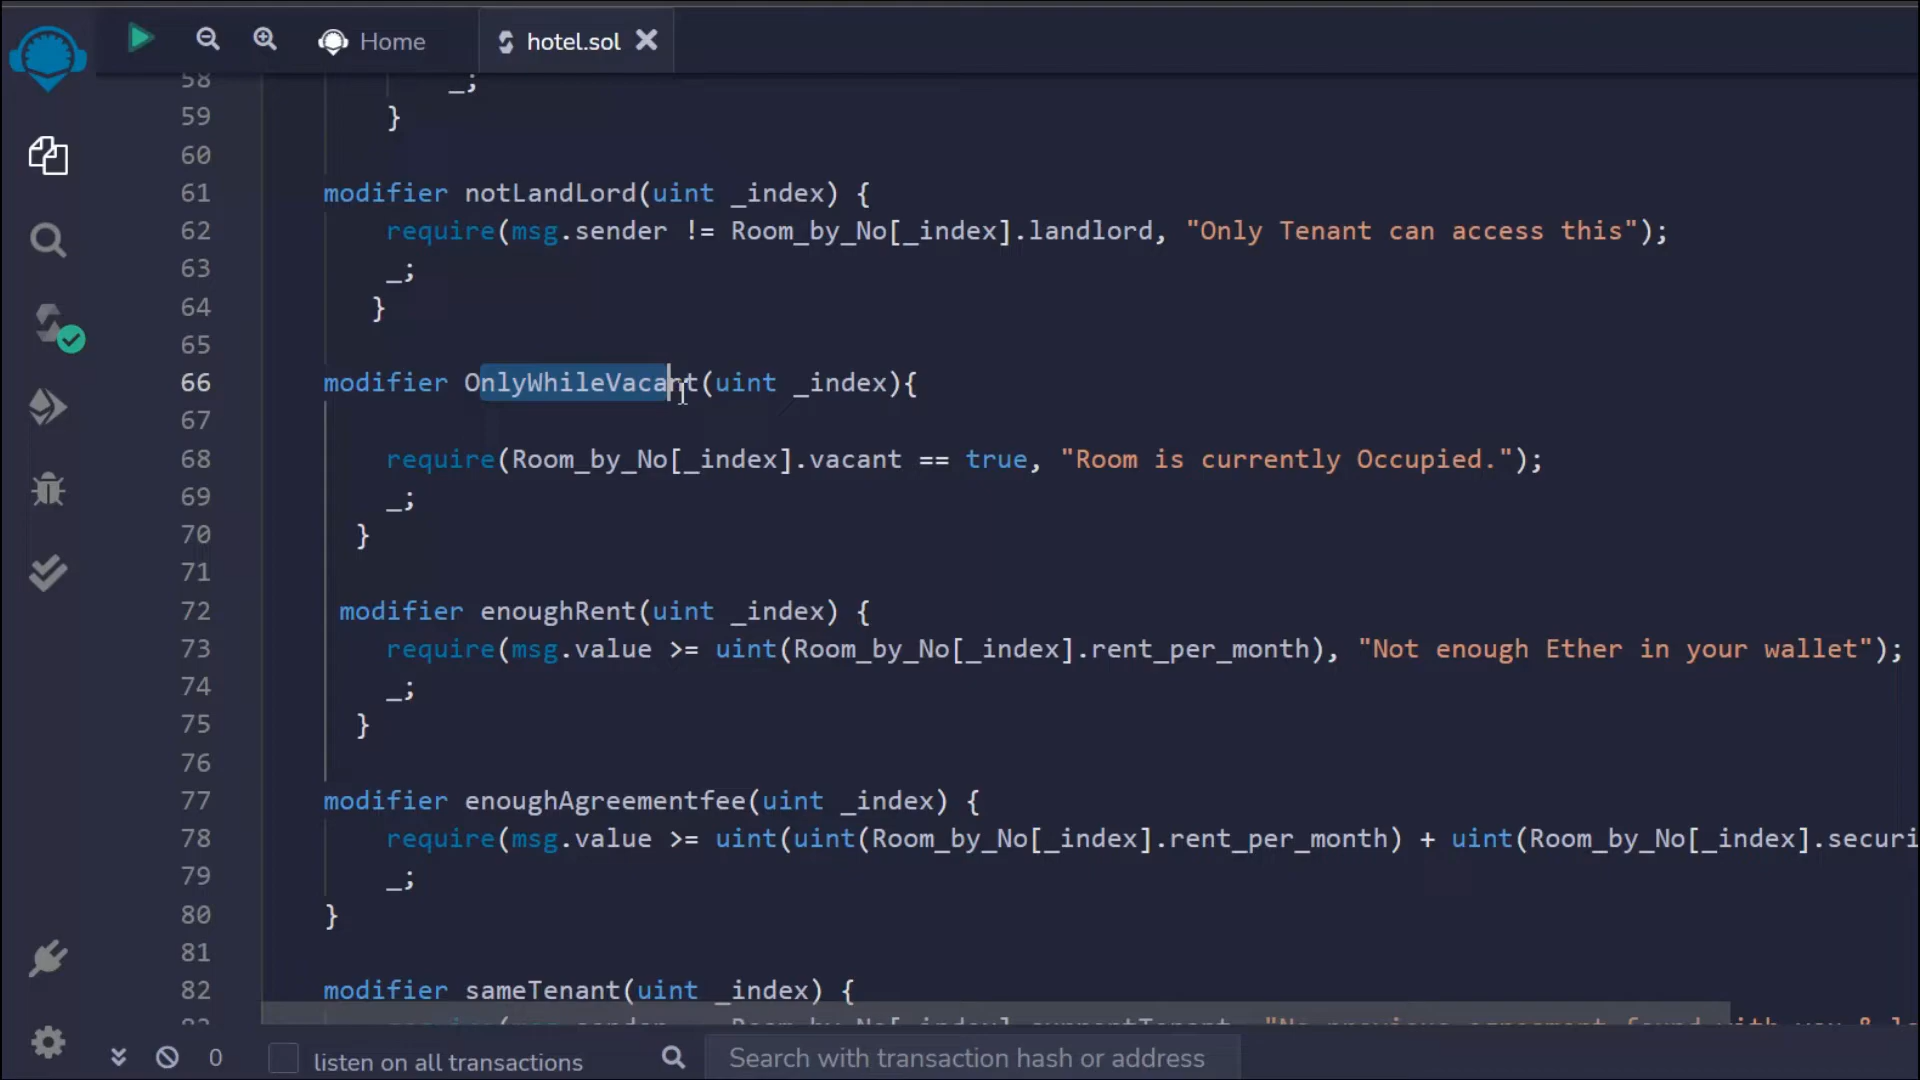 Home
hotel.sol
58 _;
59 }
60
61 modifier notLandLord(uint _index) {
62 require(msg.sender != Room_by_No[_index].landlord, "Only Tenant can access this");
63 _;
64 }
65
66 modifier OnlyWhileVacant(uint _index){
67
68 require(Room_by_No[_index].vacant == true, "Room is currently Occupied.");
69 _;
70 }
71
72 modifier enoughRent(uint _index) {
73 require(msg.value >= uint(Room_by_No[_index].rent_per_month), "Not enough Ether in your wallet");
74 _;
75 }
76
77 modifier enoughAgreementfee(uint _index) {
78 require(msg.value >= uint(uint(Room_by_No[_index].rent_per_month) + uint(Room_by_No[_index].securi
79 _;
80 }
81
82 modifier sameTenant(uint _index) {
0
listen on all transactions
Search with transaction hash or address